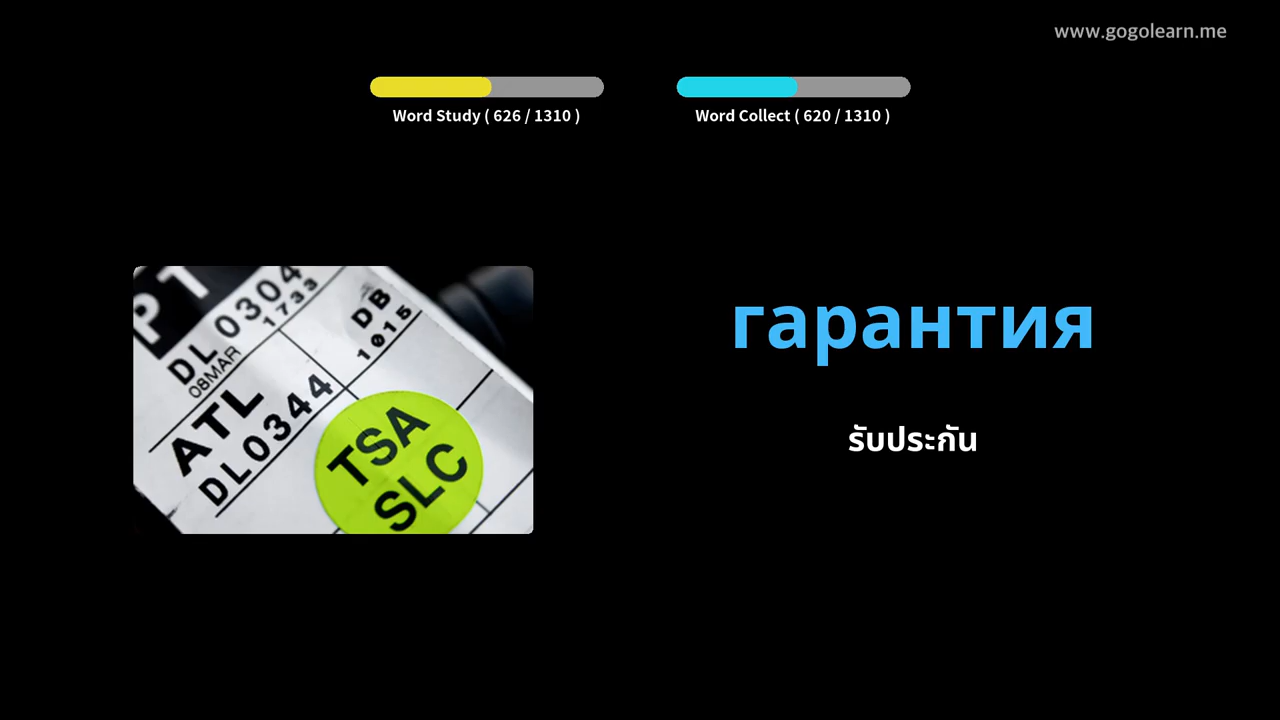 www.gogolearn.me
Word Study ( 626 / 1310 )
Word Collect ( 620 / 1310 )
P1
DL0304
1733
08MAR
DB
1015
ATL
DL0344
TSA
SLC
гарантия
รับประกัน